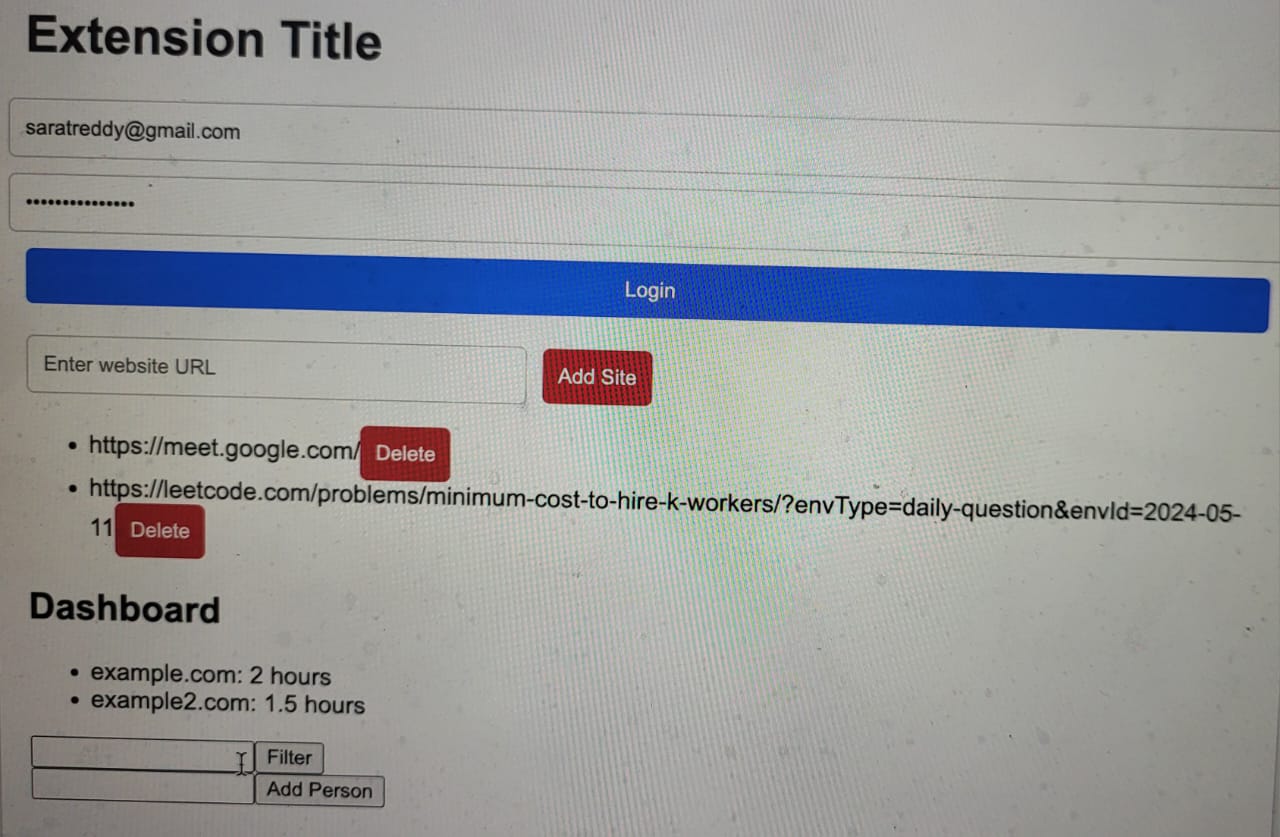 Extension Title
saratreddy@gmail.com
•••••••••••••••
Login
Enter website URL
Add Site
• https://meet.google.com/ Delete
• https://leetcode.com/problems/minimum-cost-to-hire-k-workers/?envType=daily-question&envId=2024-05-
11 Delete
Dashboard
• example.com: 2 hours
• example2.com: 1.5 hours
Filter
Add Person